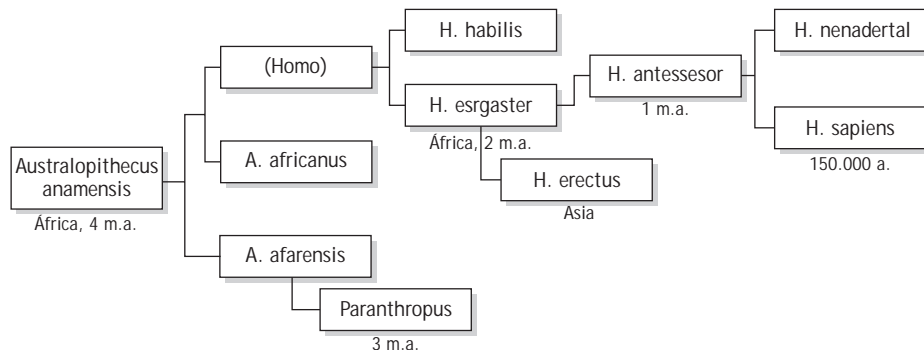 H. habilis
H. nenadertal
(Homo)
H. antessesor
1 m.a.
H. esrgaster
África, 2 m.a.
H. sapiens
150.000 a.
A. africanus
Australopithecus
anamensis
África, 4 m.a.
H. erectus
Asia
A. afarensis
Paranthropus
3 m.a.